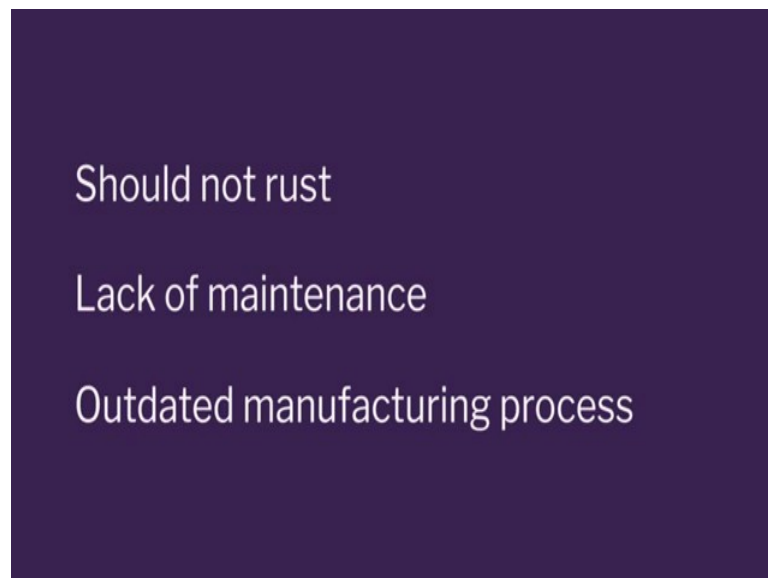 Should not rust
Lack of maintenance
Outdated manufacturing process